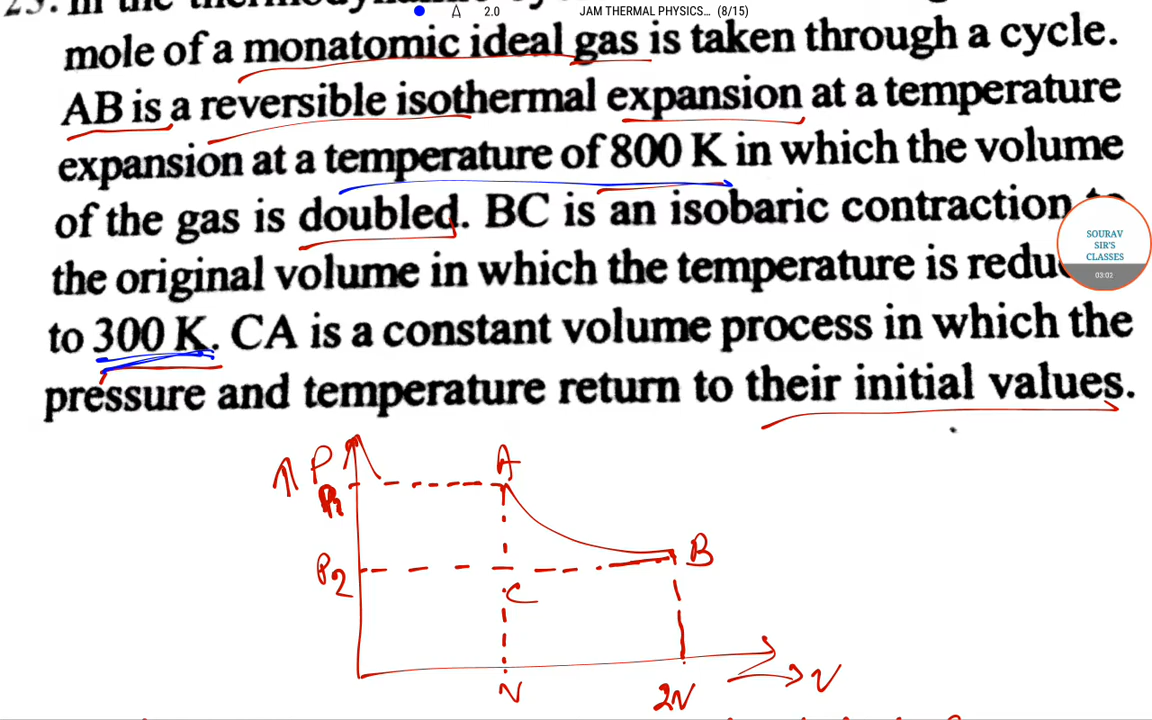 2.0 JAM THERMAL PHYSICS... (8/15)
mole of a monatomic ideal gas is taken through a cycle.
AB is a reversible isothermal expansion at a temperature
expansion at a temperature of 800 K in which the volume
of the gas is doubled. BC is an isobaric contraction
the original volume in which the temperature is
to 300 K. CA is a constant volume process in which the
pressure and temperature return to their initial values.
SOURAV
SIR'S
CLASSES
03:02
P
A
P1
B
P2
C
V
2V
V